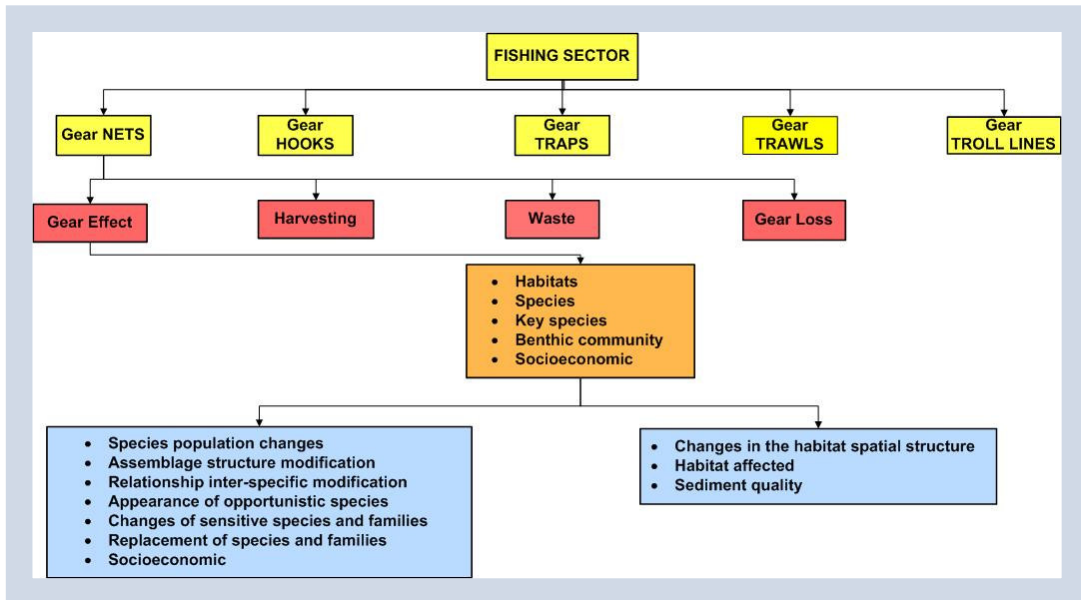 FISHING SECTOR
Gear NETS
Gear
HOOKS
Gear
TRAPS
Gear
TRAWLS
Gear
TROLL LINES
Gear Effect
Harvesting
Waste
Gear Loss
• Habitats
• Species
• Key species
• Benthic community
• Socioeconomic
• Species population changes
• Assemblage structure modification
• Relationship inter-specific modification
• Appearance of opportunistic species
• Changes of sensitive species and families
• Replacement of species and families
• Socioeconomic
• Changes in the habitat spatial structure
• Habitat affected
• Sediment quality